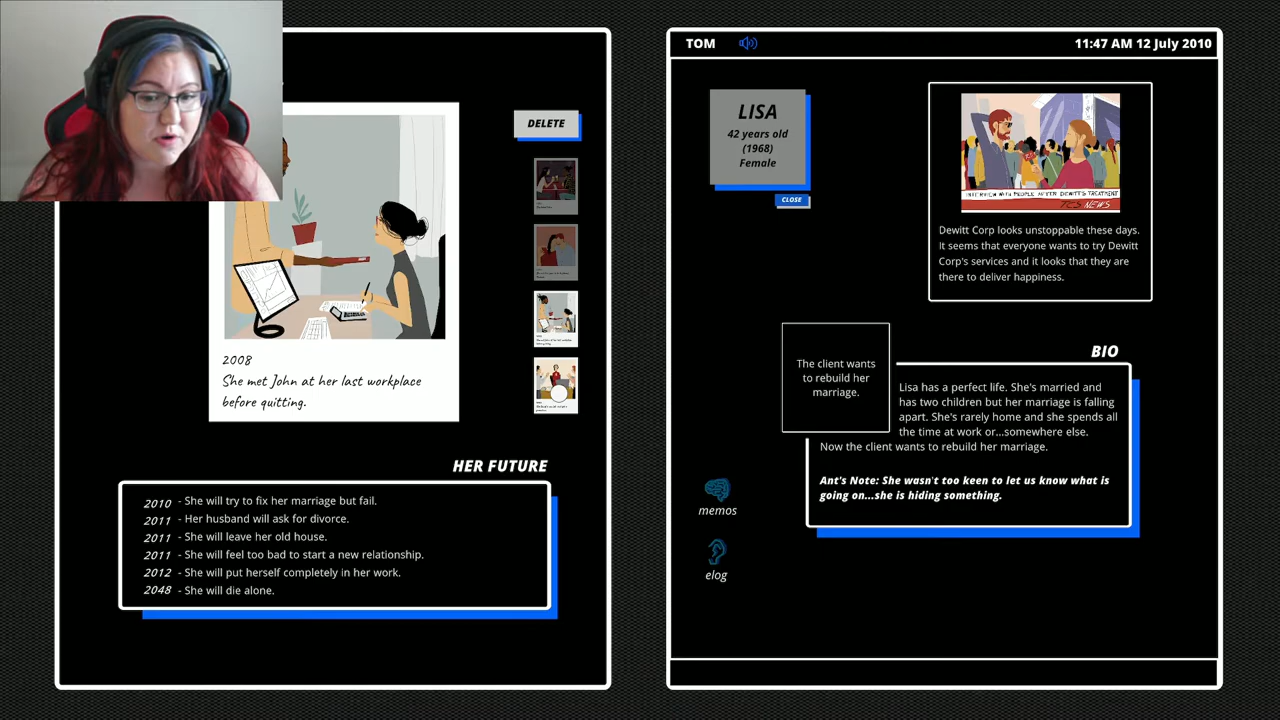 DELETE
2008
She met John at her last workplace
before quitting.
HER FUTURE
2010 - She will try to fix her marriage but fail.
2011 - Her husband will ask for divorce.
2011 - She will leave her old house.
2011 - She will feel too bad to start a new relationship.
2012 - She will put herself completely in her work.
2048 - She will die alone.
TOM
11:47 AM 12 July 2010
LISA
42 years old
(1968)
Female
CLOSE
INTERVIEW WITH PEOPLE AFTER DEWITT'S TREATMENT
NEWS
Dewitt Corp looks unstoppable these days.
It seems that everyone wants to try Dewitt
Corp's services and it looks that they are
there to deliver happiness.
The client wants
to rebuild her
marriage.
BIO
Lisa has a perfect life. She's married and
has two children but her marriage is falling
apart. She's rarely home and she spends all
the time at work or...somewhere else.
Now the client wants to rebuild her marriage.
Ant's Note: She wasn't too keen to let us know what is
going on...she is hiding something.
memos
elog